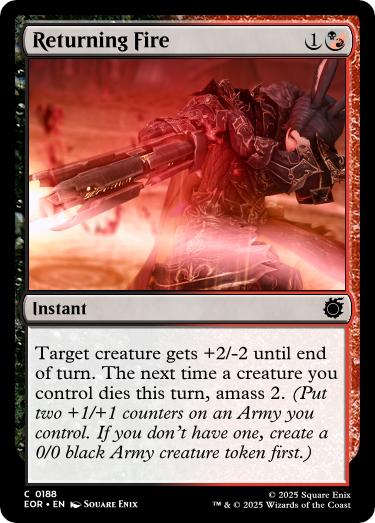 Returning Fire 1
Instant
Target creature gets +2/-2 until end
of turn. The next time a creature you
control dies this turn, amass 2. (Put
two +1/+1 counters on an Army you
control. If you don't have one, create a
0/0 black Army creature token first.)
C 0188
EOR • EN SQUARE ENIX
© 2025 Square Enix
™ & © 2025 Wizards of the Coast